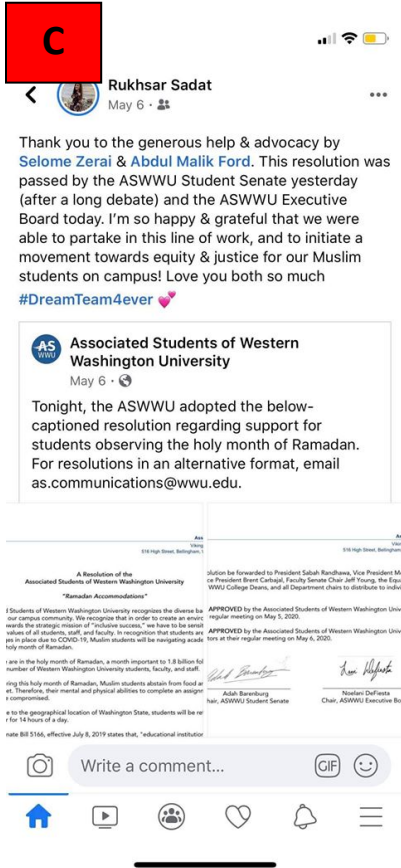 C
Rukhsar Sadat
May 6 ·
Thank you to the generous help & advocacy by
Selome Zerai & Abdul Malik Ford. This resolution was
passed by the ASWWU Student Senate yesterday
(after a long debate) and the ASWWU Executive
Board today. I'm so happy & grateful that we were
able to partake in this line of work, and to initiate a
movement towards equity & justice for our Muslim
students on campus! Love you both so much
#DreamTeam4ever 💕
AS
WWU
Associated Students of Western
Washington University
May 6 ·
Tonight, the ASWWU adopted the below-
captioned resolution regarding support for
students observing the holy month of Ramadan.
For resolutions in an alternative format, email
as.communications@wwu.edu.
516 High Street, Bellingham,
A Resolution of the
Associated Students of Western Washington University
"Ramadan Accommodations"
Students of Western Washington University recognizes the diverse ba
our campus community. We recognize that in order to create an enviro
wards the strategic mission of "inclusive success," we have to be sensit
values of all students, staff, and faculty. In recognition that students are
ges in place due to COVID-19, Muslim students will be navigating acade
holy month of Ramadan.
are in the holy month of Ramadan, a month important to 1.8 billion fol
number of Western Washington University students, faculty, and staff.
ing this holy month of Ramadan, Muslim students abstain from food a
et. Therefore, their mental and physical abilities to complete an assignr
compromised.
e to the geographical location of Washington State, students will be re
r for 14 hours of a day.
nate Bill 5166, effective July 8, 2019 states that, "educational institution
516 High Street, Bellingham, WA
olution be forwarded to President Sabah Randhawa, Vice President M
ce President Brent Carbajal, Faculty Senate Chair Jeff Young, the Equ
WWU College Deans, and all Department chairs to distribute to indivi
APPROVED by the Associated Students of Western Washington Univ
regular meeting on May 5, 2020.
APPROVED by the Associated Students of Western Washington Univ
tors at their regular meeting on May 6, 2020.
Adah Barenburg
hair, ASWWU Student Senate
Noelani DeFiesta
Chair, ASWWU Executive Bo
Write a comment...
GIF